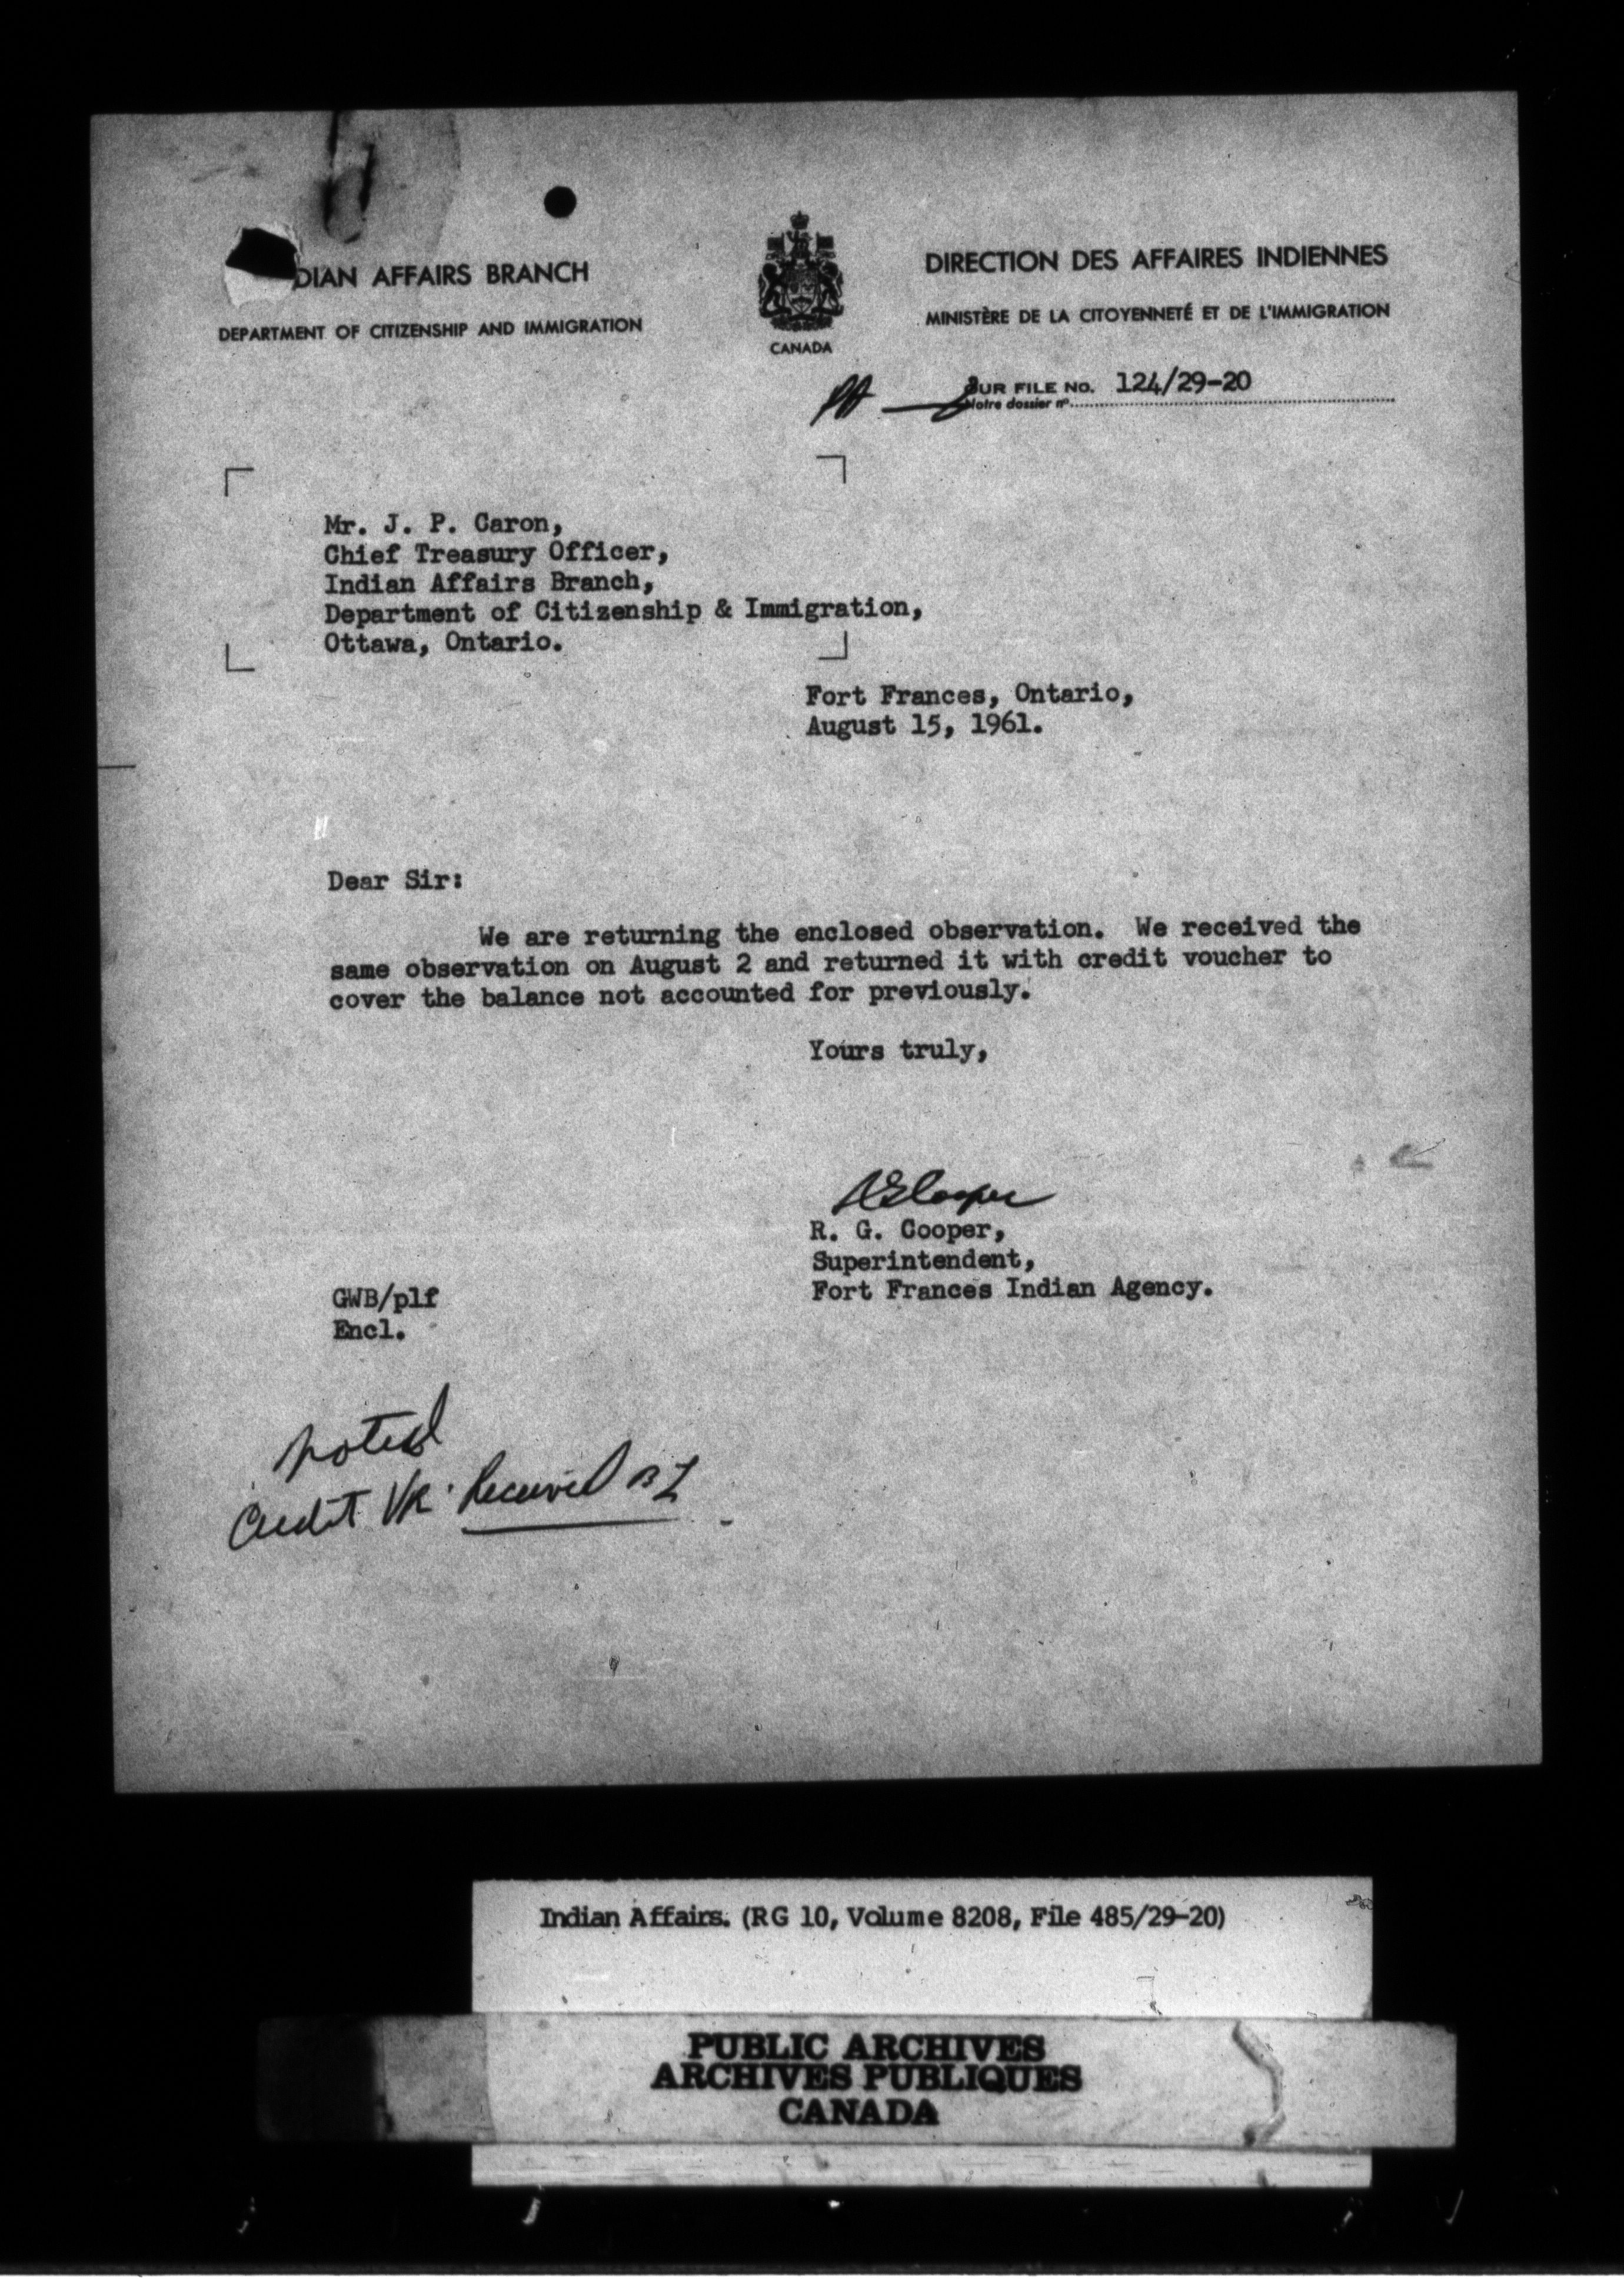 DIAN AFFAIRS BRANCH
DEPARTMENT OF CITIZENSHIP AND IMMIGRATION
CANADA
DIRECTION DES AFFAIRES INDIENNES
MINISTÈRE DE LA CITOYENNETÉ ET DE L'IMMIGRATION
OUR FILE NO. 124/29-20
Notre dossier nº
Mr. J. P. Caron,
Chief Treasury Officer,
Indian Affairs Branch,
Department of Citizenship & Immigration,
Ottawa, Ontario.
Fort Frances, Ontario,
August 15, 1961.
Dear Sir:
We are returning the enclosed observation. We received the
same observation on August 2 and returned it with credit voucher to
cover the balance not accounted for previously.
Yours truly,
RGCooper
R. G. Cooper,
Superintendent,
Fort Frances Indian Agency.
GWB/plf
Encl.
noted
Credit VR Received
Indian Affairs. (RG 10, Volume 8208, File 485/29-20)
PUBLIC ARCHIVES
ARCHIVES PUBLIQUES
CANADA